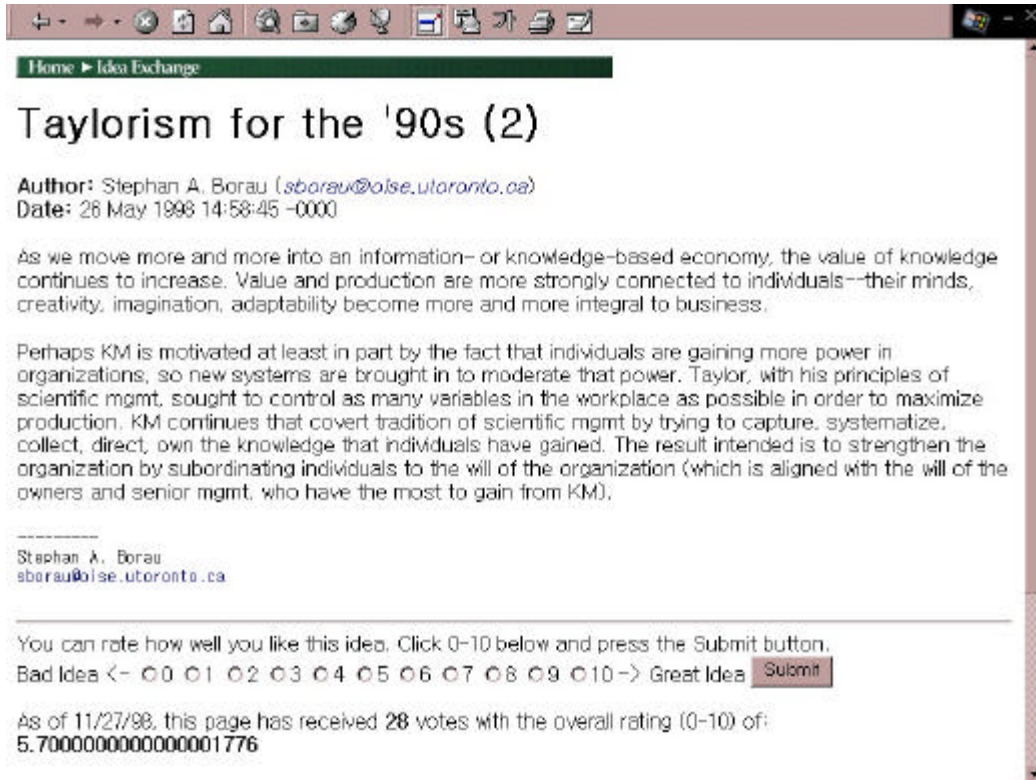 Home ► Idea Exchange
Taylorism for the '90s (2)
Author: Stephan A. Borau (sborau@oise.utoronto.ca)
Date: 26 May 1998 14:58:45 -0000
As we move more and more into an information- or knowledge-based economy, the value of knowledge
continues to increase. Value and production are more strongly connected to individuals--their minds,
creativity, imagination, adaptability become more and more integral to business.
Perhaps KM is motivated at least in part by the fact that individuals are gaining more power in
organizations, so new systems are brought in to moderate that power. Taylor, with his principles of
scientific mgmt, sought to control as many variables in the workplace as possible in order to maximize
production. KM continues that covert tradition of scientific mgmt by trying to capture, systematize,
collect, direct, own the knowledge that individuals have gained. The result intended is to strengthen the
organization by subordinating individuals to the will of the organization (which is aligned with the will of the
owners and senior mgmt, who have the most to gain from KM).
---------
Stephan A. Borau
sborau@oise.utoronto.ca
You can rate how well you like this idea. Click 0-10 below and press the Submit button.
Bad Idea <- 0 1 2 3 4 5 6 7 8 9 10 -> Great Idea Submit
As of 11/27/98, this page has received 28 votes with the overall rating (0-10) of:
5.7000000000000001776